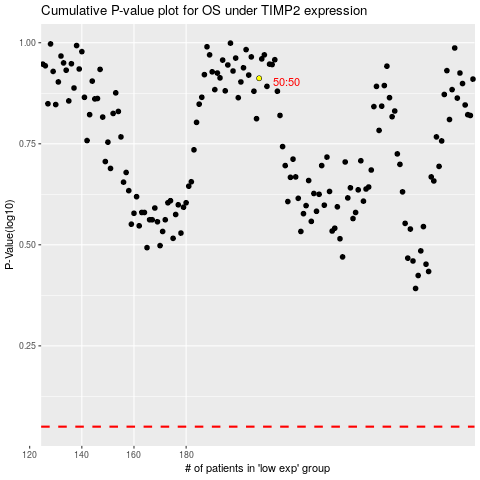 Cumulative P-value plot for OS under TIMP2 expression
P-Value(log10)
1.00
0.75
0.50
0.25
50:50
120 140 160 180
# of patients in 'low exp' group